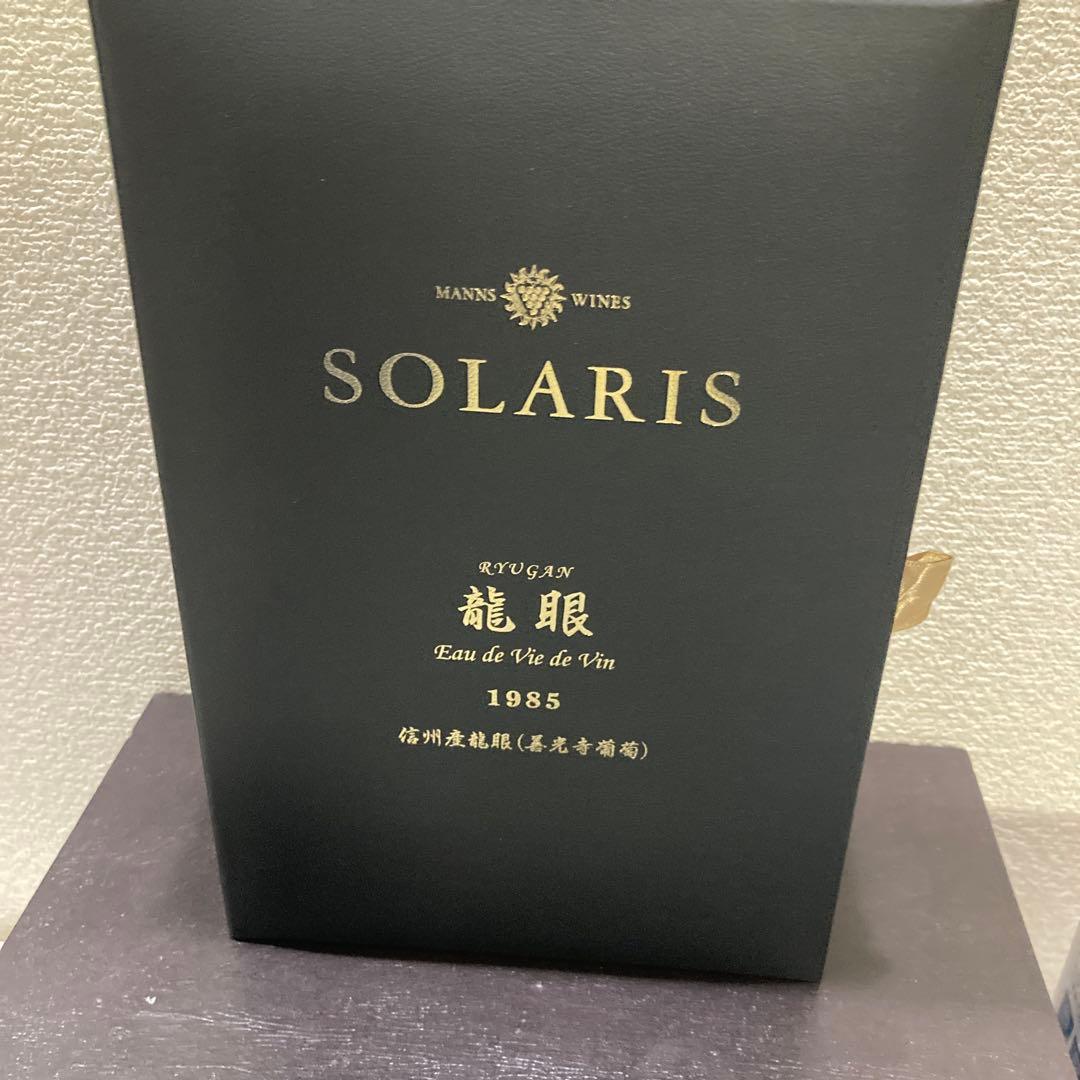 MANNS WINES
SOLARIS
RYUGAN
龍眼
Eau de Vie de Vin
1985
信州産龍眼(善光寺葡萄)